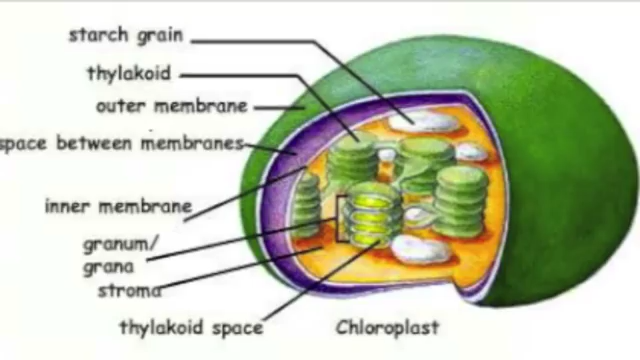 starch grain
thylakoid
outer membrane
space between membranes
inner membrane
granum/
grana
stroma
thylakoid space
Chloroplast